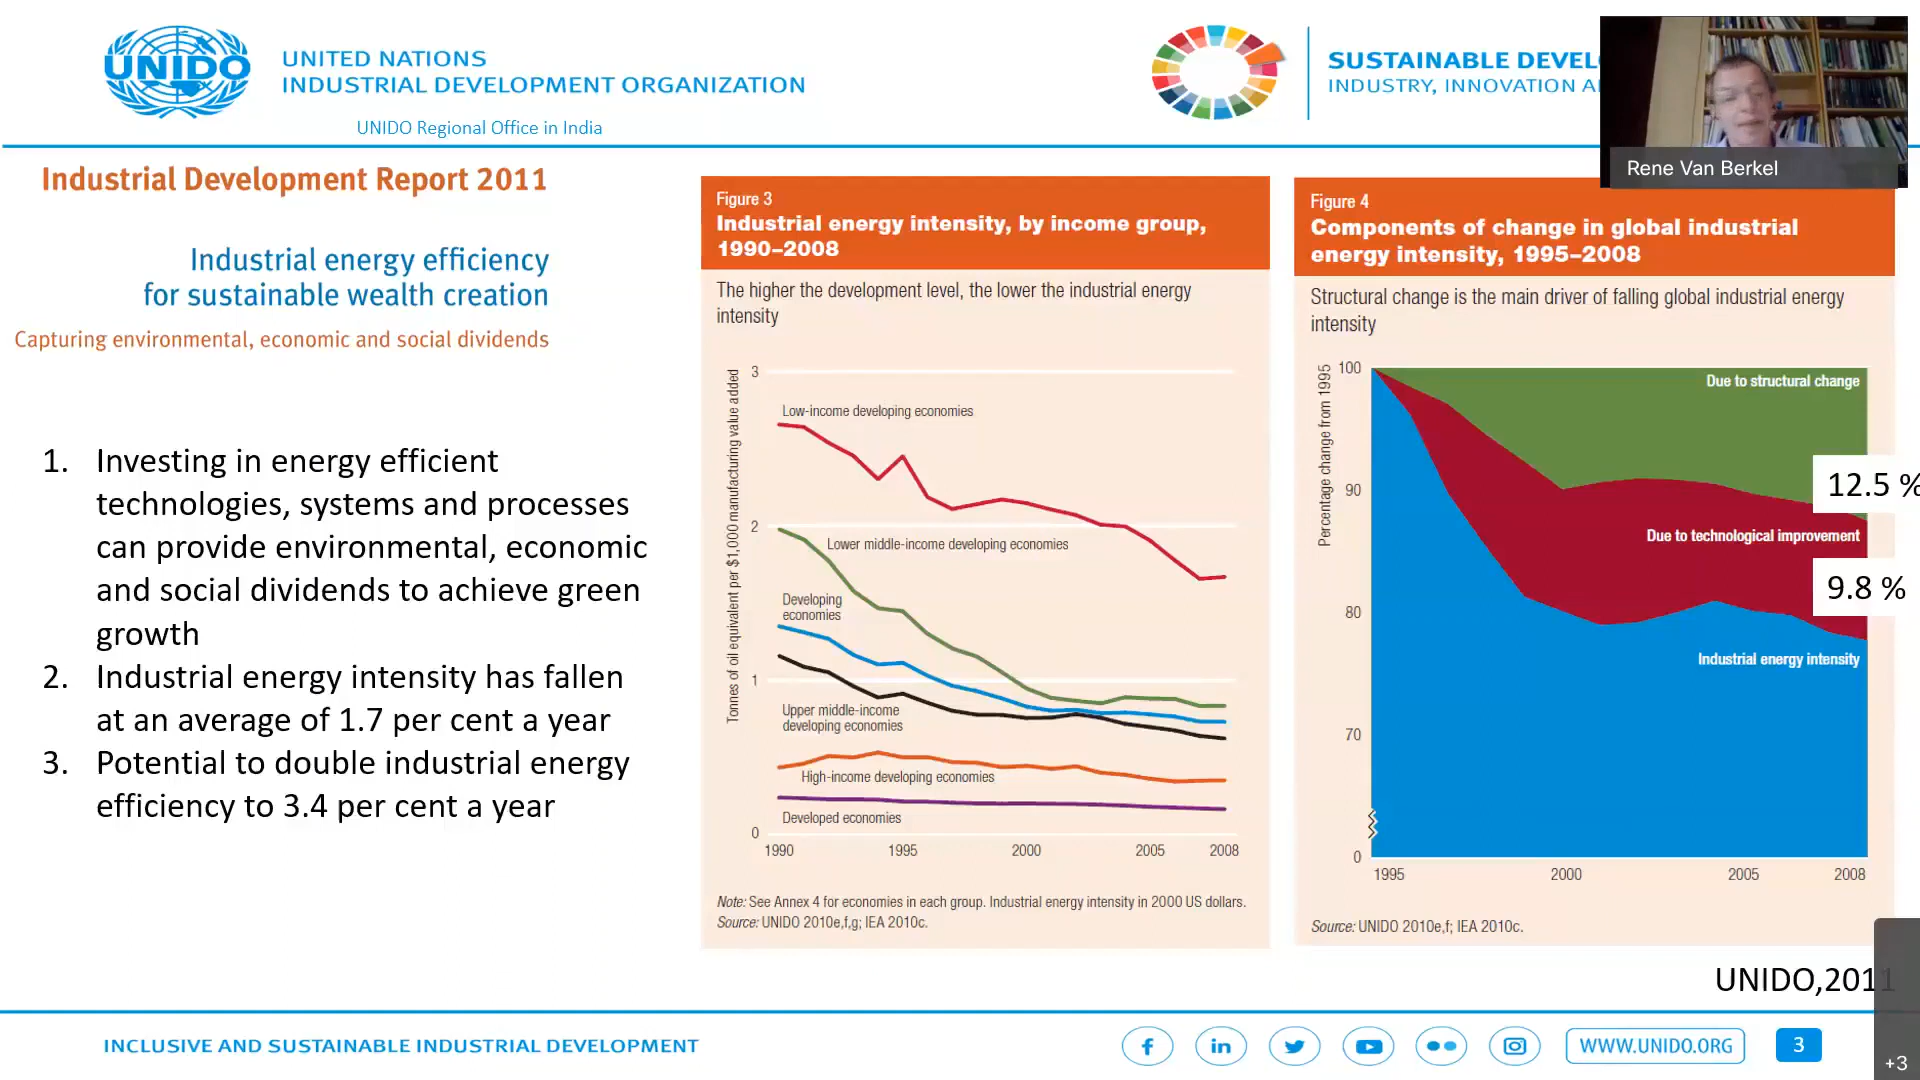 UNIDO
UNITED NATIONS
INDUSTRIAL DEVELOPMENT ORGANIZATION
UNIDO Regional Office in India
SUSTAINABLE DEVEL
INDUSTRY, INNOVATION A
Rene Van Berkel
Industrial Development Report 2011
Industrial energy efficiency
for sustainable wealth creation
Capturing environmental, economic and social dividends
1. Investing in energy efficient
technologies, systems and processes
can provide environmental, economic
and social dividends to achieve green
growth
2. Industrial energy intensity has fallen
at an average of 1.7 per cent a year
3. Potential to double industrial energy
efficiency to 3.4 per cent a year
Figure 3
Industrial energy intensity, by income group,
1990–2008
The higher the development level, the lower the industrial energy
intensity
Tonnes of oil equivalent per $1,000 manufacturing value added
3
2
1
0
Low-income developing economies
Lower middle-income developing economies
Developing
economies
Upper middle-income
developing economies
High-income developing economies
Developed economies
1990 1995 2000 2005 2008
Note: See Annex 4 for economies in each group. Industrial energy intensity in 2000 US dollars.
Source: UNIDO 2010e,f,g; IEA 2010c.
Figure 4
Components of change in global industrial
energy intensity, 1995–2008
Structural change is the main driver of falling global industrial energy
intensity
Percentage change from 1995
100
90
80
70
0
Due to structural change
12.5 %
Due to technological improvement
9.8 %
Industrial energy intensity
1995 2000 2005 2008
Source: UNIDO 2010e,f; IEA 2010c.
UNIDO,2011
INCLUSIVE AND SUSTAINABLE INDUSTRIAL DEVELOPMENT
WWW.UNIDO.ORG
3
+3